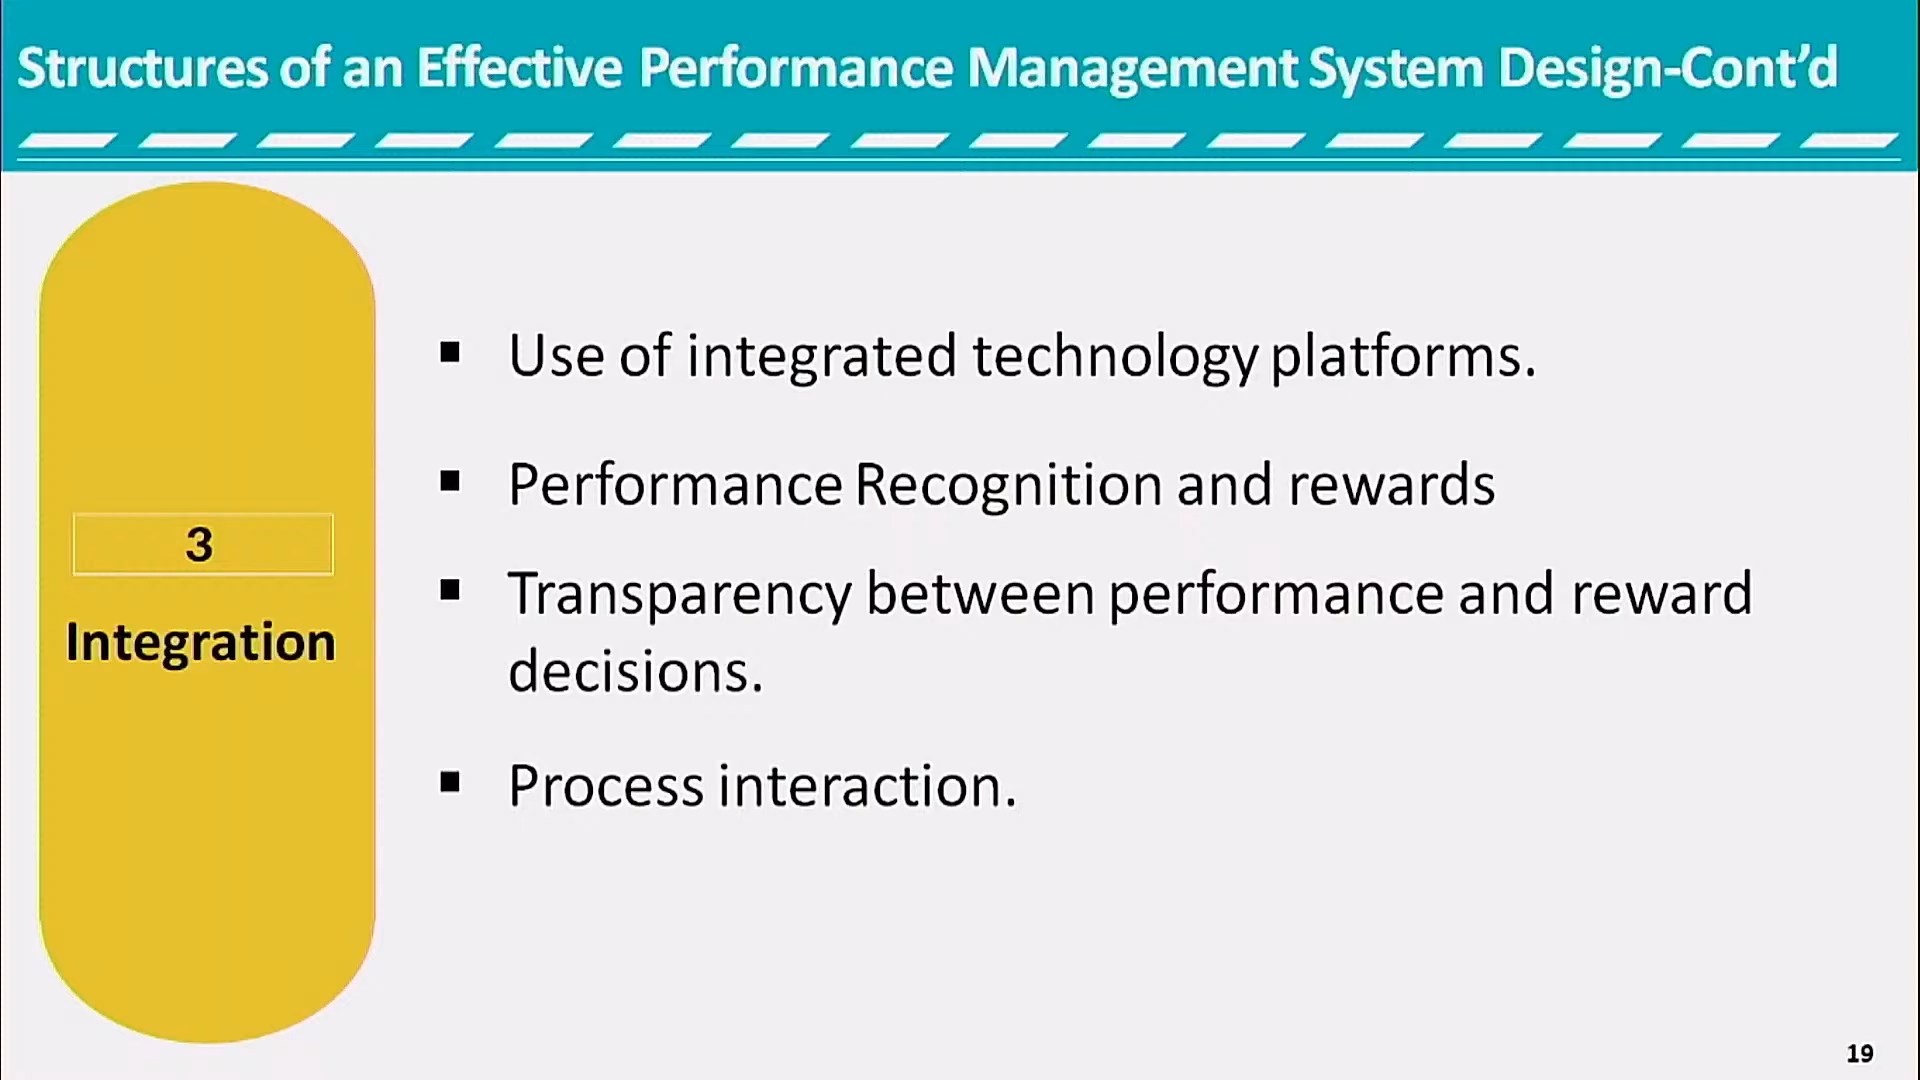 Structures of an Effective Performance Management System Design-Cont’d
3
Integration
▪ Use of integrated technology platforms.
▪ Performance Recognition and rewards
▪ Transparency between performance and reward
decisions.
▪ Process interaction.
19